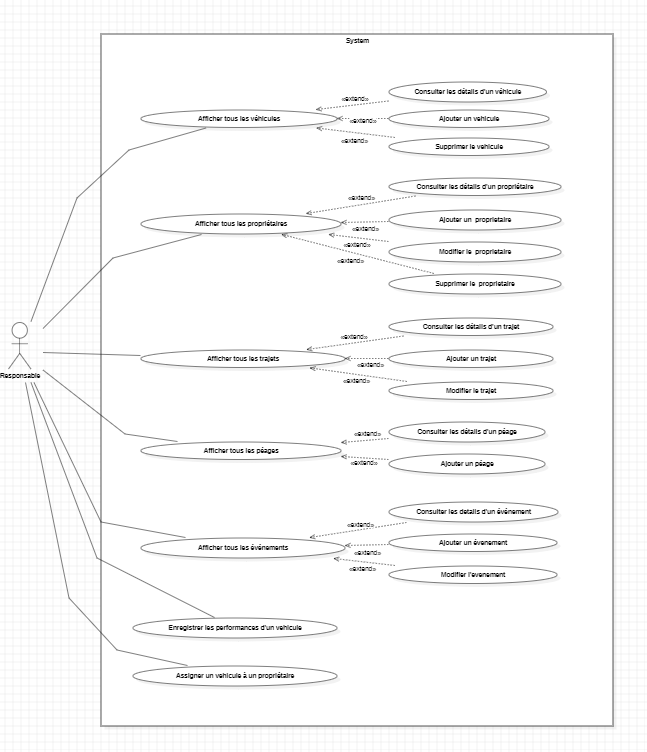 System
Consulter les détails d'un véhicule
«extend»
Afficher tous les véhicules
«extend»
Ajouter un vehicule
«extend»
Supprimer le vehicule
Consulter les détails d'un propriétaire
«extend»
Afficher tous les propriétaires
Ajouter un proprietaire
«extend»
«extend»
Modifier le proprietaire
«extend»
Supprimer le proprietaire
Consulter les détails d'un trajet
«extend»
Afficher tous les trajets
Ajouter un trajet
«extend»
Responsable
«extend»
Modifier le trajet
Consulter les détails d'un péage
«extend»
Afficher tous les péages
«extend»
Ajouter un péage
Consulter les details d'un événement
«extend»
Afficher tous les événements
Ajouter un évenement
«extend»
«extend»
Modifier l'evenement
Enregistrer les performances d'un vehicule
Assigner un vehicule à un propriétaire